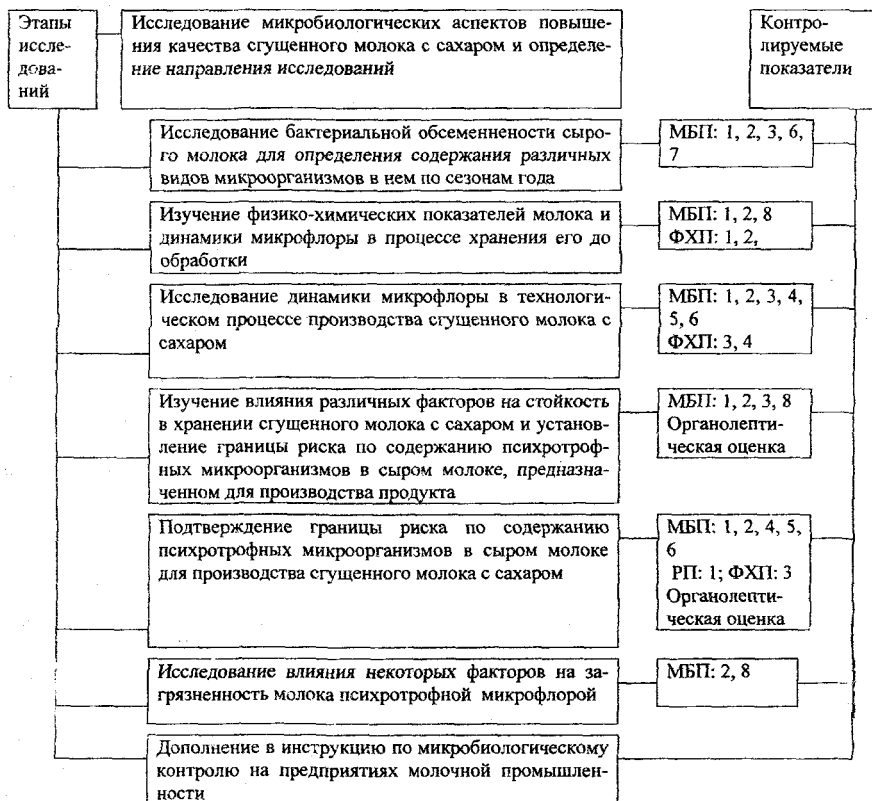 Этапы
иссле-
дова-
ний
Исследование микробиологических аспектов повыше-
ния качества сгущенного молока с сахаром и определе-
ние направления исследований
Контро-
лируемые
показатели
Исследование бактериальной обсемененности сыро-
го молока для определения содержания различных
видов микроорганизмов в нем по сезонам года
МБП: 1, 2, 3, 6,
7
Изучение физико-химических показателей молока и
динамики микрофлоры в процессе хранения его до
обработки
МБП: 1, 2, 8
ФХП: 1, 2,
Исследование динамики микрофлоры в технологи-
ческом процессе производства сгущенного молока с
сахаром
МБП: 1, 2, 3, 4,
5, 6
ФХП: 3, 4
Изучение влияния различных факторов на стойкость
в хранении сгущенного молока с сахаром и установ-
ление границы риска по содержанию психротроф-
ных микроорганизмов в сыром молоке, предназна-
ченном для производства продукта
МБП: 1, 2, 3, 8
Органолепти-
ческая оценка
Подтверждение границы риска по содержанию
психротрофных микроорганизмов в сыром молоке
для производства сгущенного молока с сахаром
МБП: 1, 2, 4, 5,
6
РП: 1; ФХП: 3
Органолепти-
ческая оценка
Исследование влияния некоторых факторов на за-
грязненность молока психротрофной микрофлорой
МБП: 2, 8
Дополнение в инструкцию по микробиологическому
контролю на предприятиях молочной промышлен-
ности